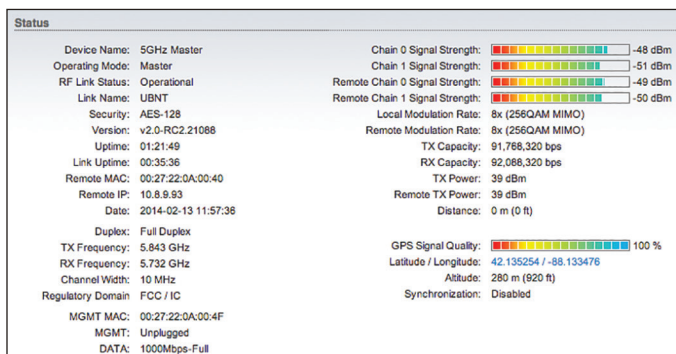 Status
Device Name: 5GHz Master
Operating Mode: Master
RF Link Status: Operational
Link Name: UBNT
Security: AES-128
Version: v2.0-RC2.21088
Uptime: 01:21:49
Link Uptime: 00:35:36
Remote MAC: 00:27:22:0A:00:40
Remote IP: 10.8.9.93
Date: 2014-02-13 11:57:36
Duplex: Full Duplex
TX Frequency: 5.843 GHz
RX Frequency: 5.732 GHz
Channel Width: 10 MHz
Regulatory Domain FCC / IC
MGMT MAC: 00:27:22:0A:00:4F
MGMT: Unplugged
DATA: 1000Mbps-Full
Chain 0 Signal Strength: -48 dBm
Chain 1 Signal Strength: -51 dBm
Remote Chain 0 Signal Strength: -49 dBm
Remote Chain 1 Signal Strength: -50 dBm
Local Modulation Rate: 8x (256QAM MIMO)
Remote Modulation Rate: 8x (256QAM MIMO)
TX Capacity: 91,768,320 bps
RX Capacity: 92,088,320 bps
TX Power: 39 dBm
Remote TX Power: 39 dBm
Distance: 0 m (0 ft)
GPS Signal Quality: 100 %
Latitude / Longitude: 42.135254 / -88.133476
Altitude: 280 m (920 ft)
Synchronization: Disabled